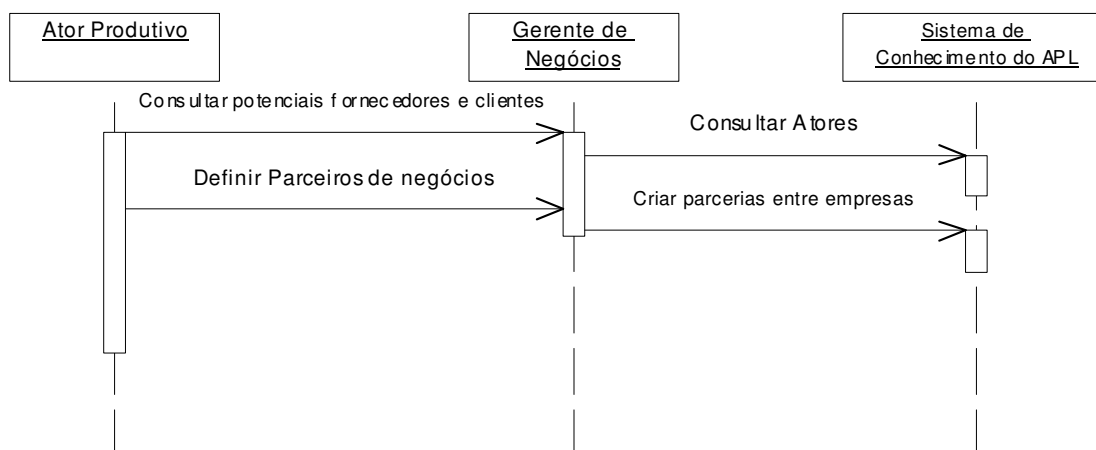 Ator Produtivo
Gerente de
Negócios
Sistema de
Conhecimento do APL
Consultar potenciais fornecedores e clientes
Consultar Atores
Definir Parceiros de negócios
Criar parcerias entre empresas